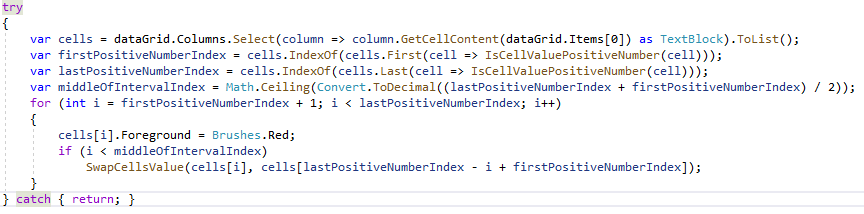 try
{
    var cells = dataGrid.Columns.Select(column => column.GetCellContent(dataGrid.Items[0]) as TextBlock).ToList();
    var firstPositiveNumberIndex = cells.IndexOf(cells.First(cell => IsCellValuePositiveNumber(cell)));
    var lastPositiveNumberIndex = cells.IndexOf(cells.Last(cell => IsCellValuePositiveNumber(cell)));
    var middleOfIntervalIndex = Math.Ceiling(Convert.ToDecimal((lastPositiveNumberIndex + firstPositiveNumberIndex) / 2));
    for (int i = firstPositiveNumberIndex + 1; i < lastPositiveNumberIndex; i++)
    {
        cells[i].Foreground = Brushes.Red;
        if (i < middleOfIntervalIndex)
            SwapCellsValue(cells[i], cells[lastPositiveNumberIndex - i + firstPositiveNumberIndex]);
    }
} catch { return; }